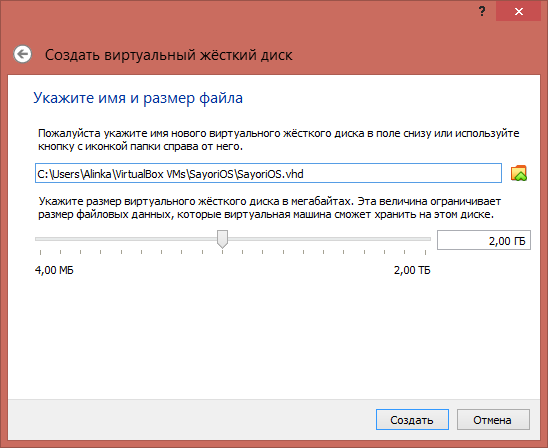 ?
Создать виртуальный жёсткий диск
Укажите имя и размер файла
Пожалуйста укажите имя нового виртуального жёсткого диска в поле снизу или используйте
кнопку с иконкой папки справа от него.
C:\Users\Alinka\VirtualBox VMs\SayoriOS\SayoriOS.vhd
Укажите размер виртуального жёсткого диска в мегабайтах. Эта величина ограничивает
размер файловых данных, которые виртуальная машина сможет хранить на этом диске.
2,00 ГБ
4,00 МБ 2,00 ТБ
Создать Отмена